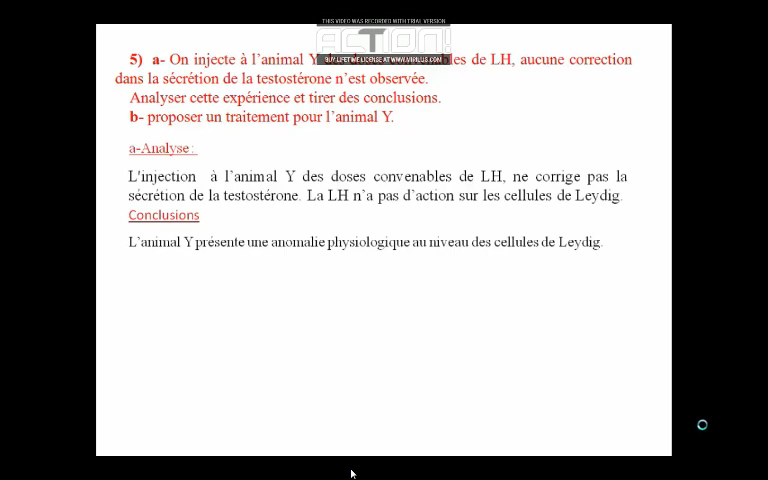 THIS VIDEO WAS RECORDED WITH TRIAL VERSION
ACTION!
BUY LIFETIME LICENSE AT WWW.MIRILLIS.COM
5) a- On injecte à l'animal Y les de LH, aucune correction
dans la sécrétion de la testostérone n'est observée.
Analyser cette expérience et tirer des conclusions.
b- proposer un traitement pour l'animal Y.
a-Analyse :
L'injection à l'animal Y des doses convenables de LH, ne corrige pas la
sécrétion de la testostérone. La LH n'a pas d'action sur les cellules de Leydig.
Conclusions
L'animal Y présente une anomalie physiologique au niveau des cellules de Leydig.